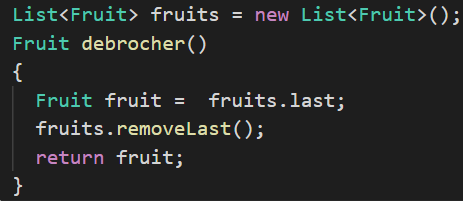 List<Fruit> fruits = new List<Fruit>();
Fruit debrocher()
{
  Fruit fruit =  fruits.last;
  fruits.removeLast();
  return fruit;
}